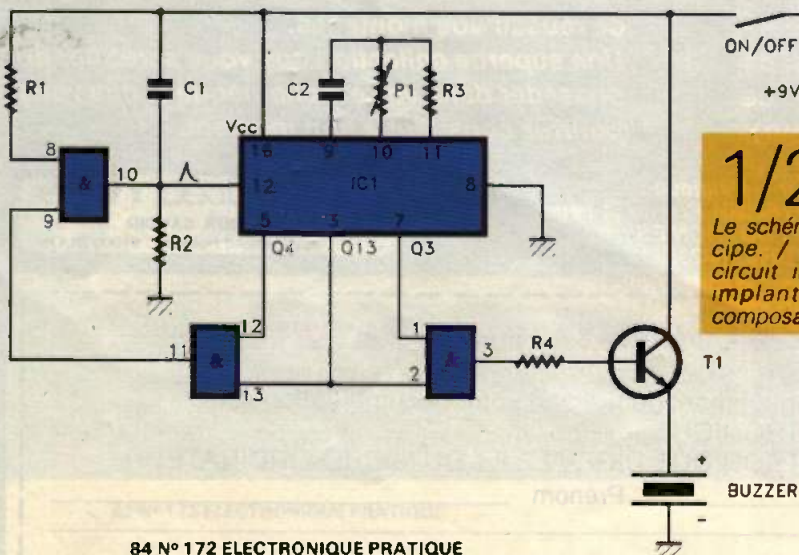 ON/OFF
+9V
R1
C1
C2
P1
R3
Vcc
16
9
10
11
8
&
10
12
IC1
8
9
5
3
7
R2
Q4
Q13
Q3
12
1
11
&
&
3
R4
13
2
T1
1/2
Le schéma
circuit
implant
composa
+
BUZZER
-
84 Nº 172 ELECTRONIQUE PRATIQUE